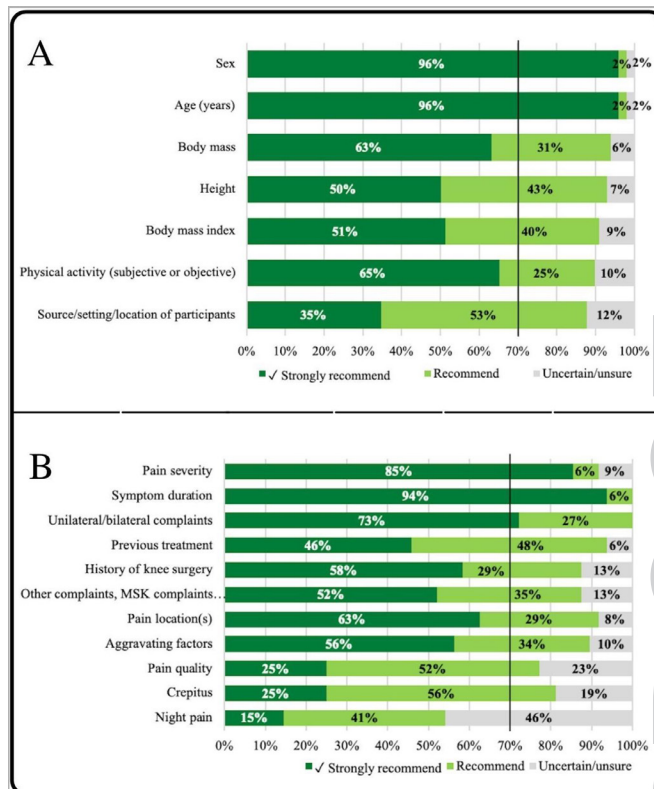 A
Sex 96% 2% 2%
Age (years) 96% 2% 2%
Body mass 63% 31% 6%
Height 50% 43% 7%
Body mass index 51% 40% 9%
Physical activity (subjective or objective) 65% 25% 10%
Source/setting/location of participants 35% 53% 12%
0% 10% 20% 30% 40% 50% 60% 70% 80% 90% 100%
✓ Strongly recommend Recommend Uncertain/unsure
B
Pain severity 85% 6% 9%
Symptom duration 94% 6%
Unilateral/bilateral complaints 73% 27%
Previous treatment 46% 48% 6%
History of knee surgery 58% 29% 13%
Other complaints, MSK complaints… 52% 35% 13%
Pain location(s) 63% 29% 8%
Aggravating factors 56% 34% 10%
Pain quality 25% 52% 23%
Crepitus 25% 56% 19%
Night pain 15% 41% 46%
0% 10% 20% 30% 40% 50% 60% 70% 80% 90% 100%
✓ Strongly recommend Recommend Uncertain/unsure